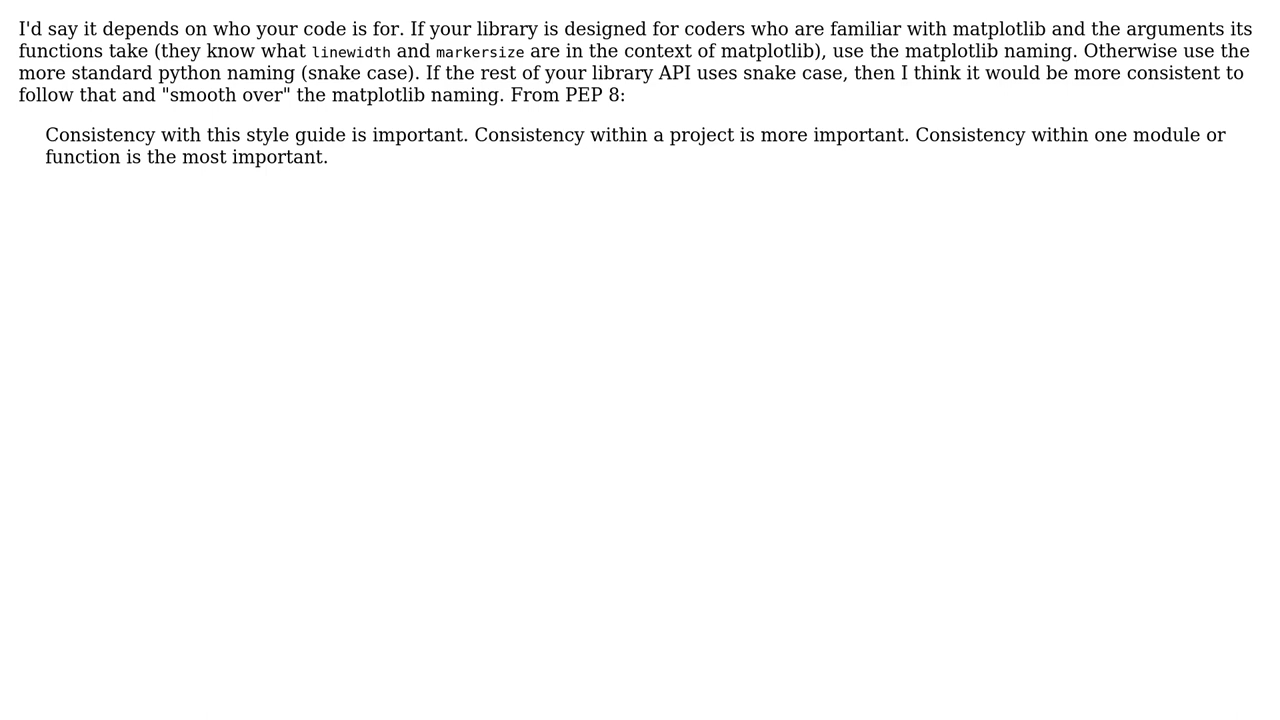 I'd say it depends on who your code is for. If your library is designed for coders who are familiar with matplotlib and the arguments its
functions take (they know what linewidth and markersize are in the context of matplotlib), use the matplotlib naming. Otherwise use the
more standard python naming (snake case). If the rest of your library API uses snake case, then I think it would be more consistent to
follow that and "smooth over" the matplotlib naming. From PEP 8:
Consistency with this style guide is important. Consistency within a project is more important. Consistency within one module or
function is the most important.